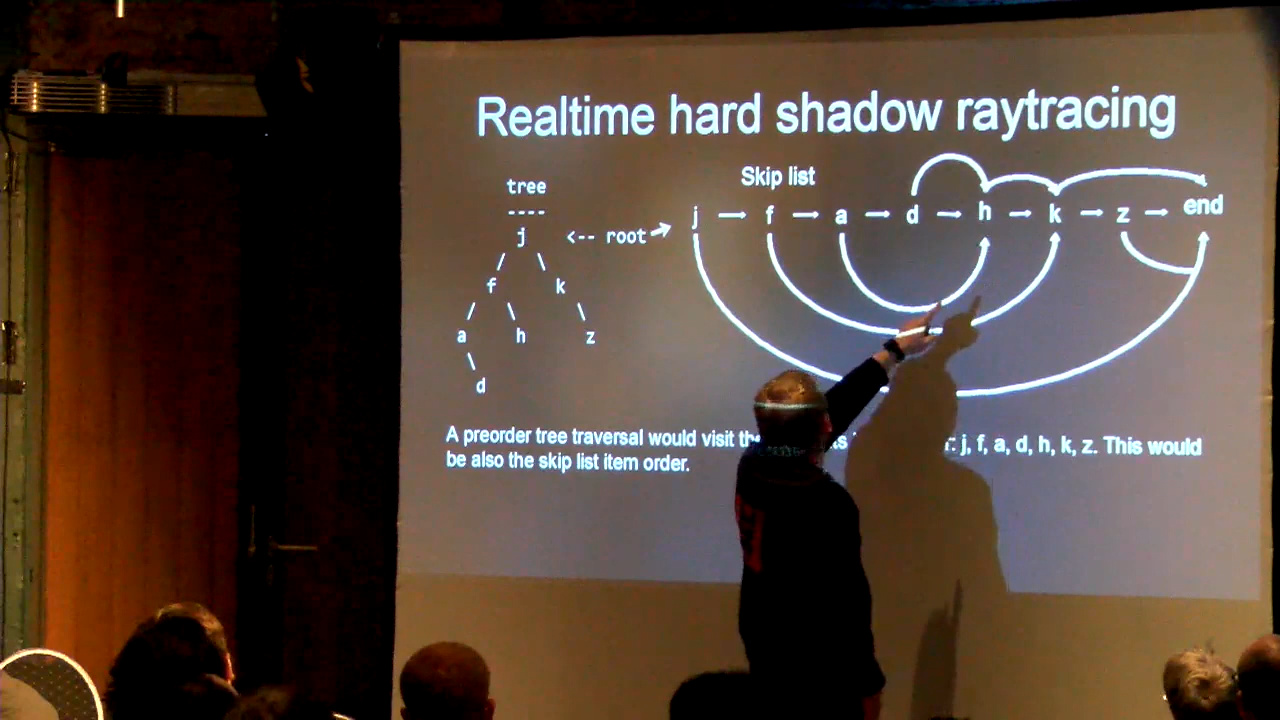 Realtime hard shadow raytracing
tree
----
j <-- root
/ \
f k
/ \ \
a h z
\
d
Skip list
j → f → a → d → h → k → z → end
A preorder tree traversal would visit j, f, a, d, h, k, z. This would
be also the skip list item order.